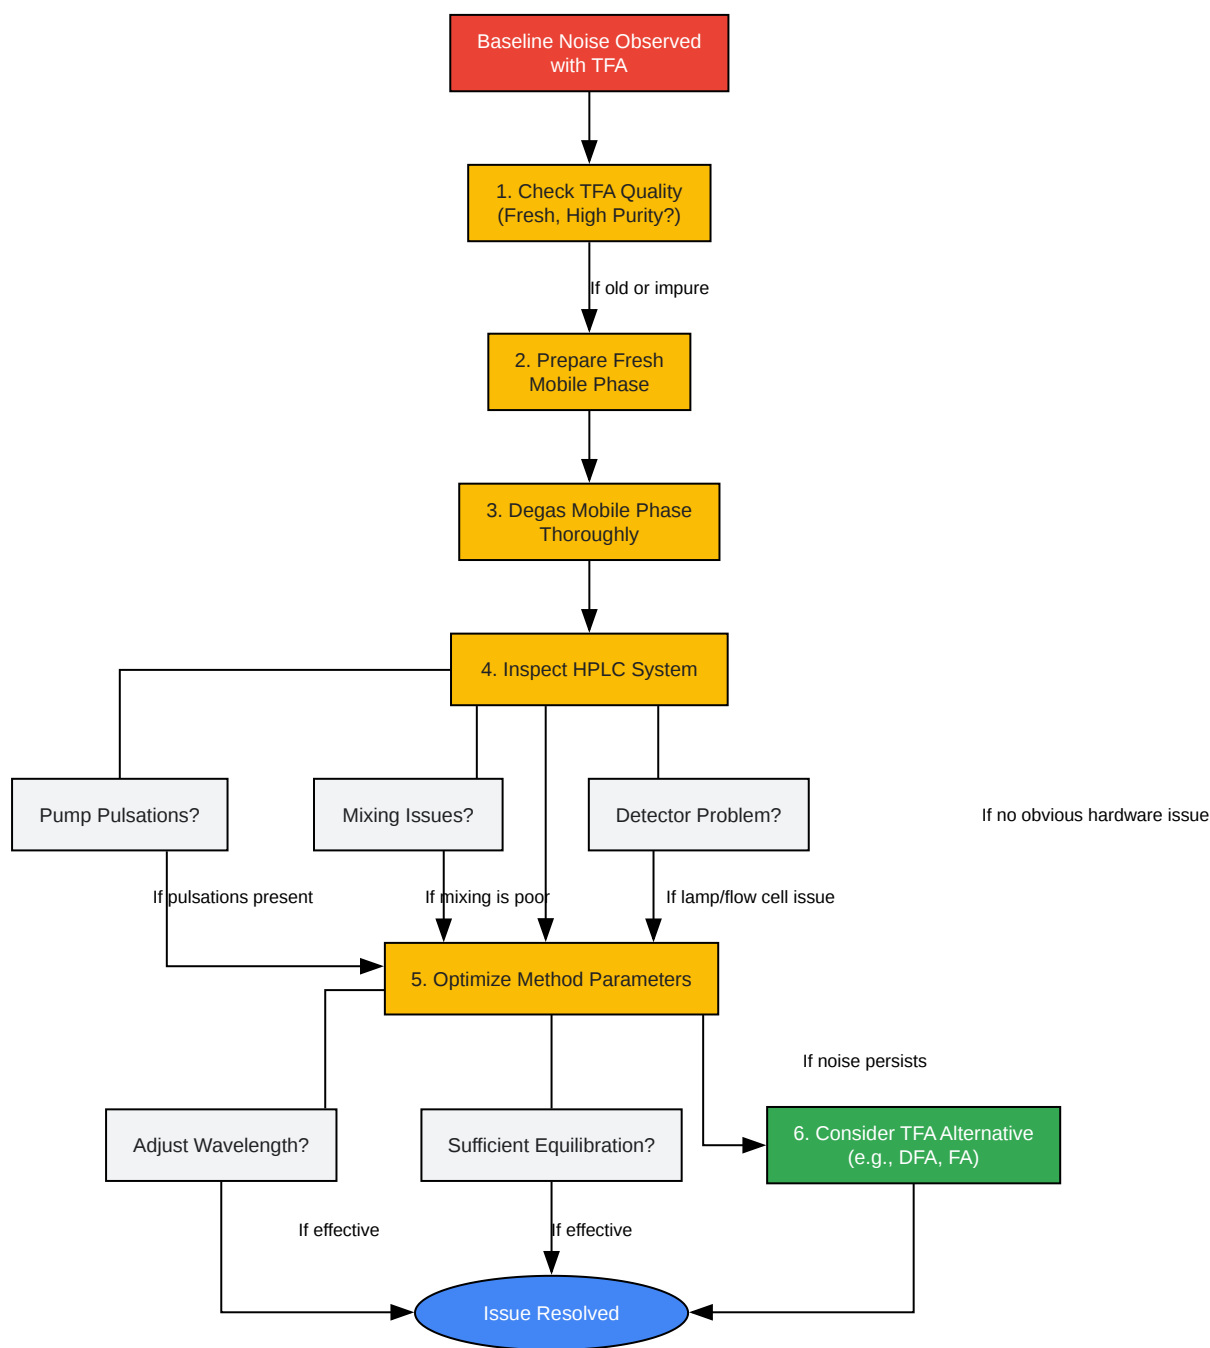 Baseline Noise Observed
with TFA
1. Check TFA Quality
(Fresh, High Purity?)
If old or impure
2. Prepare Fresh
Mobile Phase
3. Degas Mobile Phase
Thoroughly
4. Inspect HPLC System
Pump Pulsations?
Mixing Issues?
Detector Problem?
If no obvious hardware issue
If pulsations present
If mixing is poor
If lamp/flow cell issue
5. Optimize Method Parameters
If noise persists
Adjust Wavelength?
Sufficient Equilibration?
6. Consider TFA Alternative
(e.g., DFA, FA)
If effective
If effective
Issue Resolved